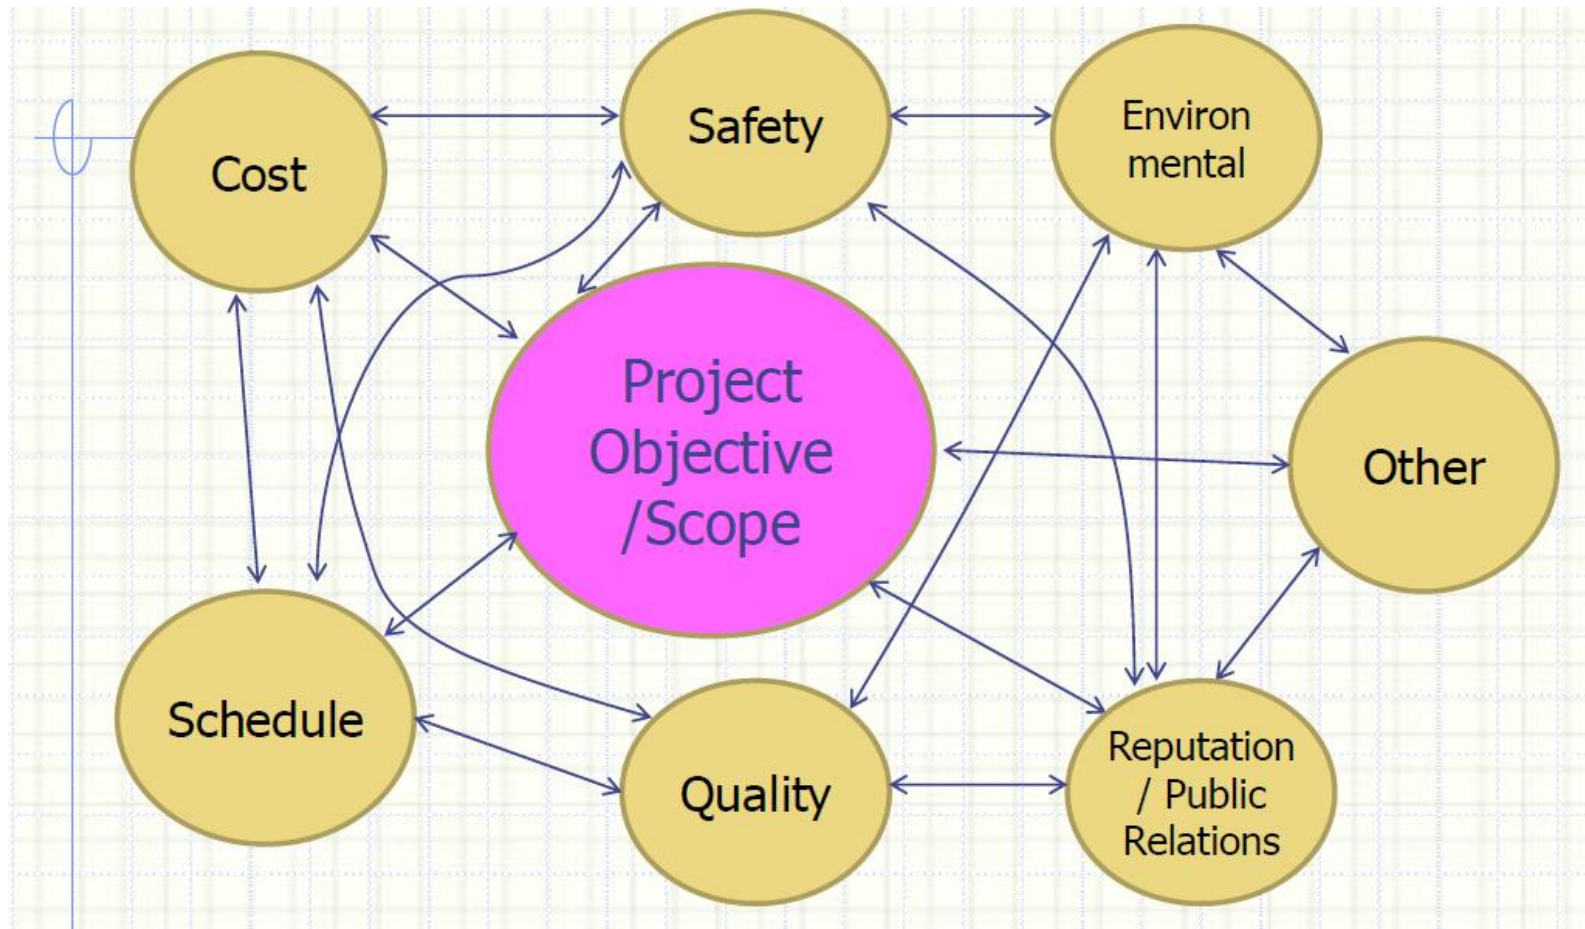 Cost
Safety
Environ
mental
Project
Objective
/Scope
Other
Schedule
Quality
Reputation
/ Public
Relations